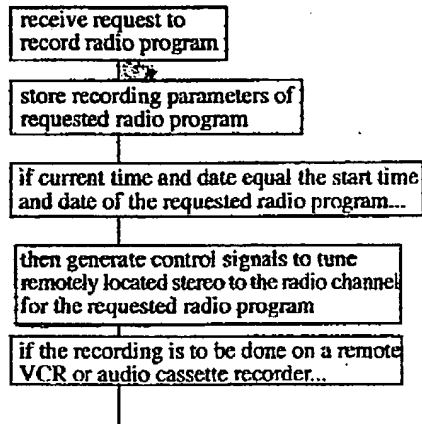 receive request to
record radio program
store recording parameters of
requested radio program
if current time and date equal the start time
and date of the requested radio program...
then generate control signals to tune
remotely located stereo to the radio channel
for the requested radio program
if the recording is to be done on a remote
VCR or audio cassette recorder...